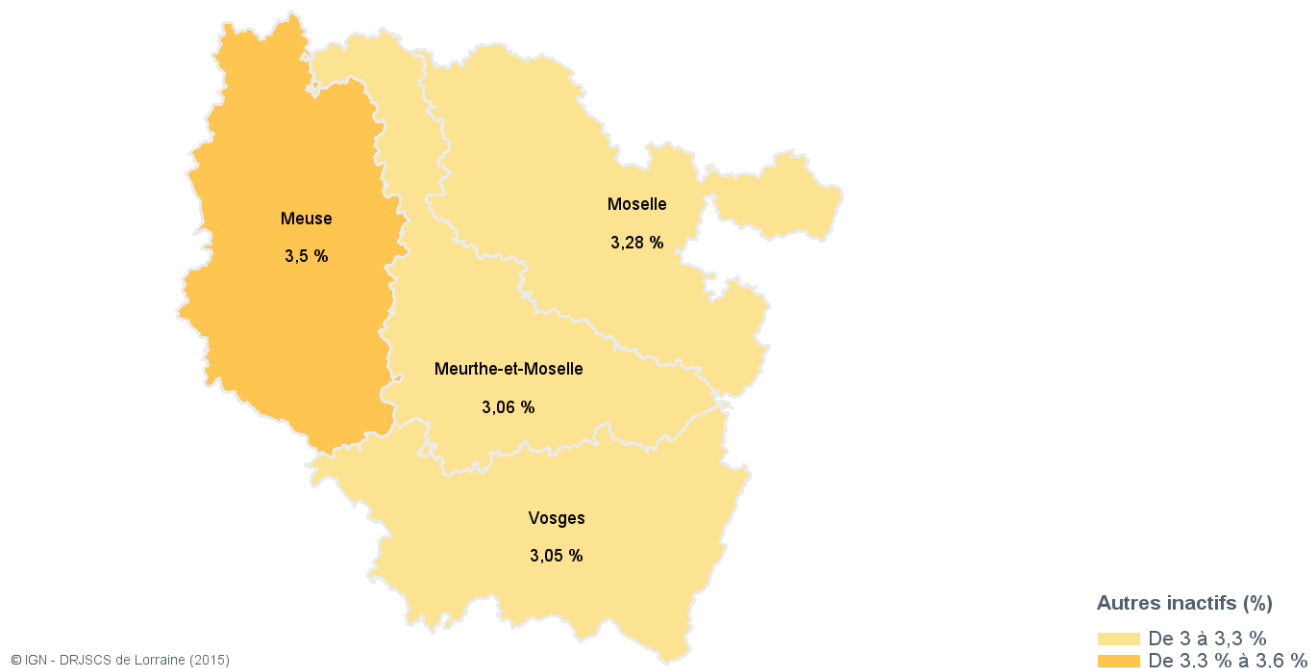 Moselle
3,28 %
Meuse
3,5 %
Meurthe-et-Moselle
3,06 %
Vosges
3,05 %
Autres inactifs (%)
De 3 à 3,3 %
De 3,3 % à 3,6 %
© IGN - DRJSCS de Lorraine (2015)